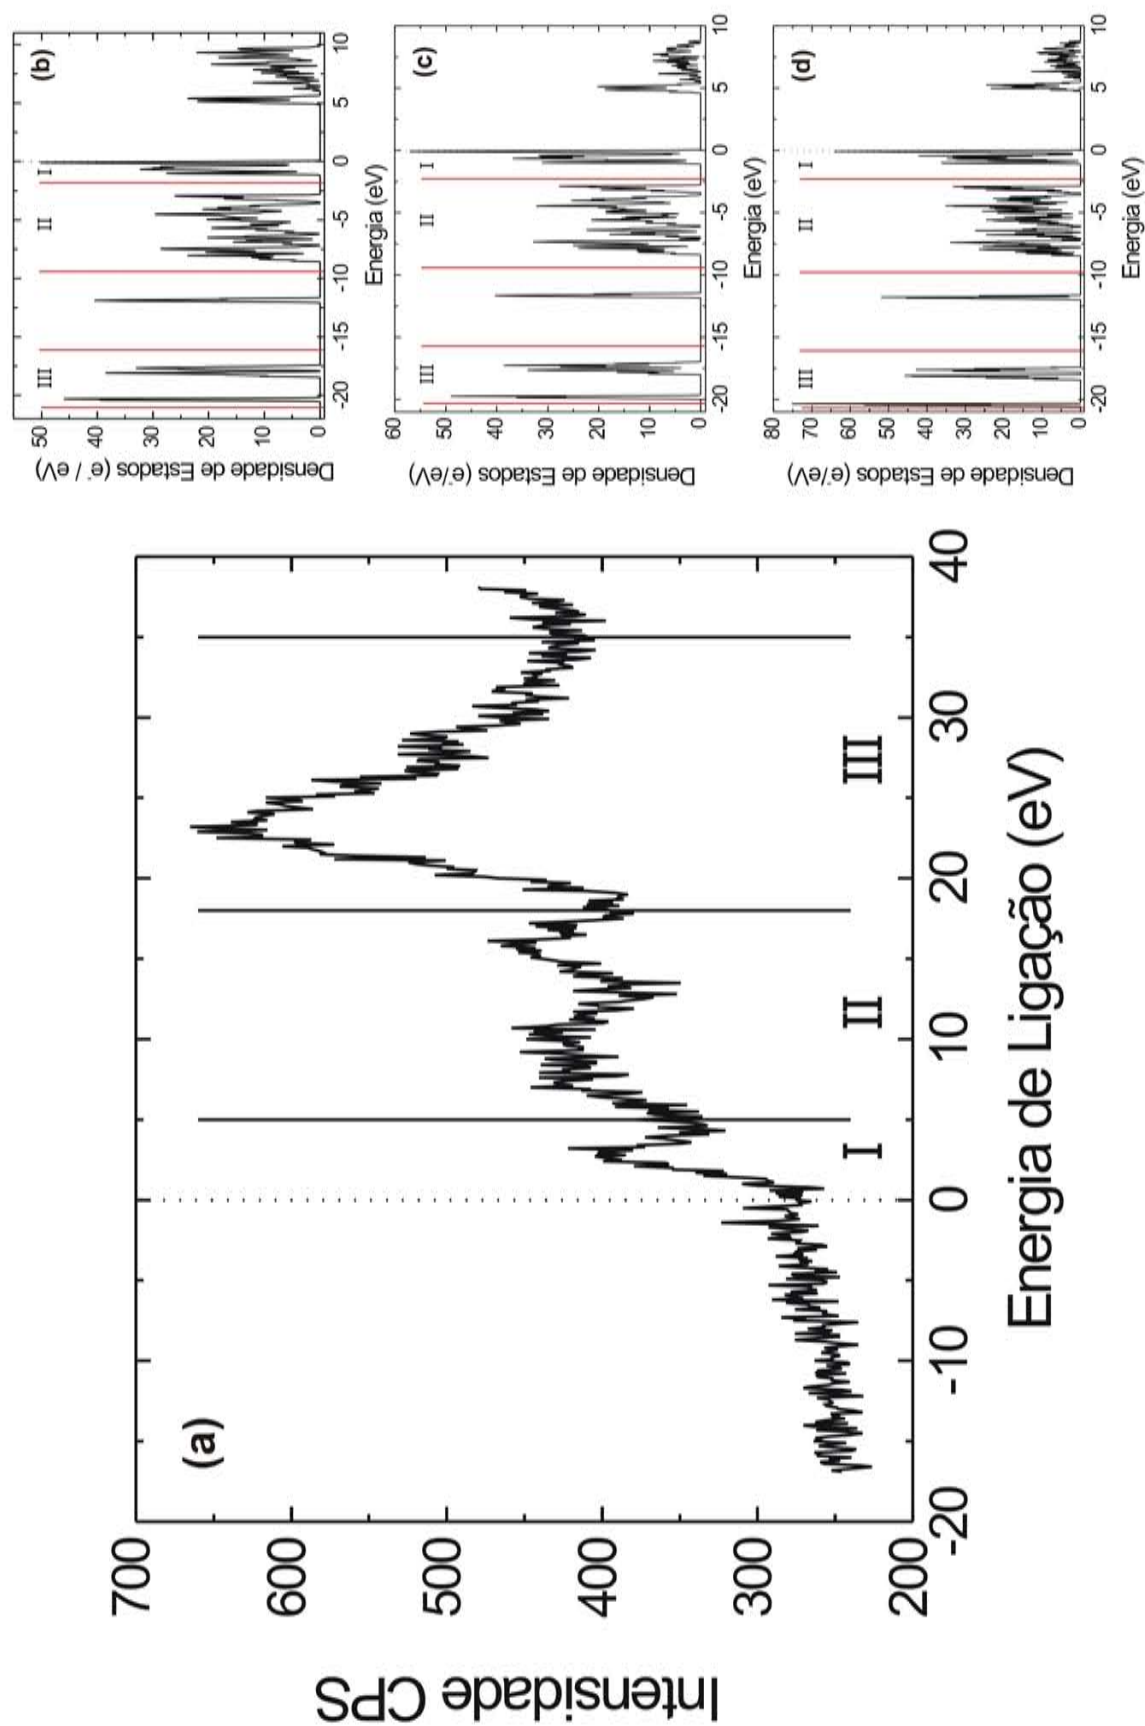 (a)
Intensidade CPS
700
600
500
400
300
200
-20
-10
0
10
20
30
40
I
II
III
Energia de Ligação (eV)
(b)
Densidade de Estados (e⁻ / eV)
50
40
30
20
10
0
III
II
I
-20
-15
-10
-5
0
5
10
Energia (eV)
(c)
Densidade de Estados (e⁻/eV)
60
50
40
30
20
10
0
III
II
I
-20
-15
-10
-5
0
5
10
Energia (eV)
(d)
Densidade de Estados (e⁻/eV)
80
70
60
50
40
30
20
10
0
III
II
I
-20
-15
-10
-5
0
5
10
Energia (eV)